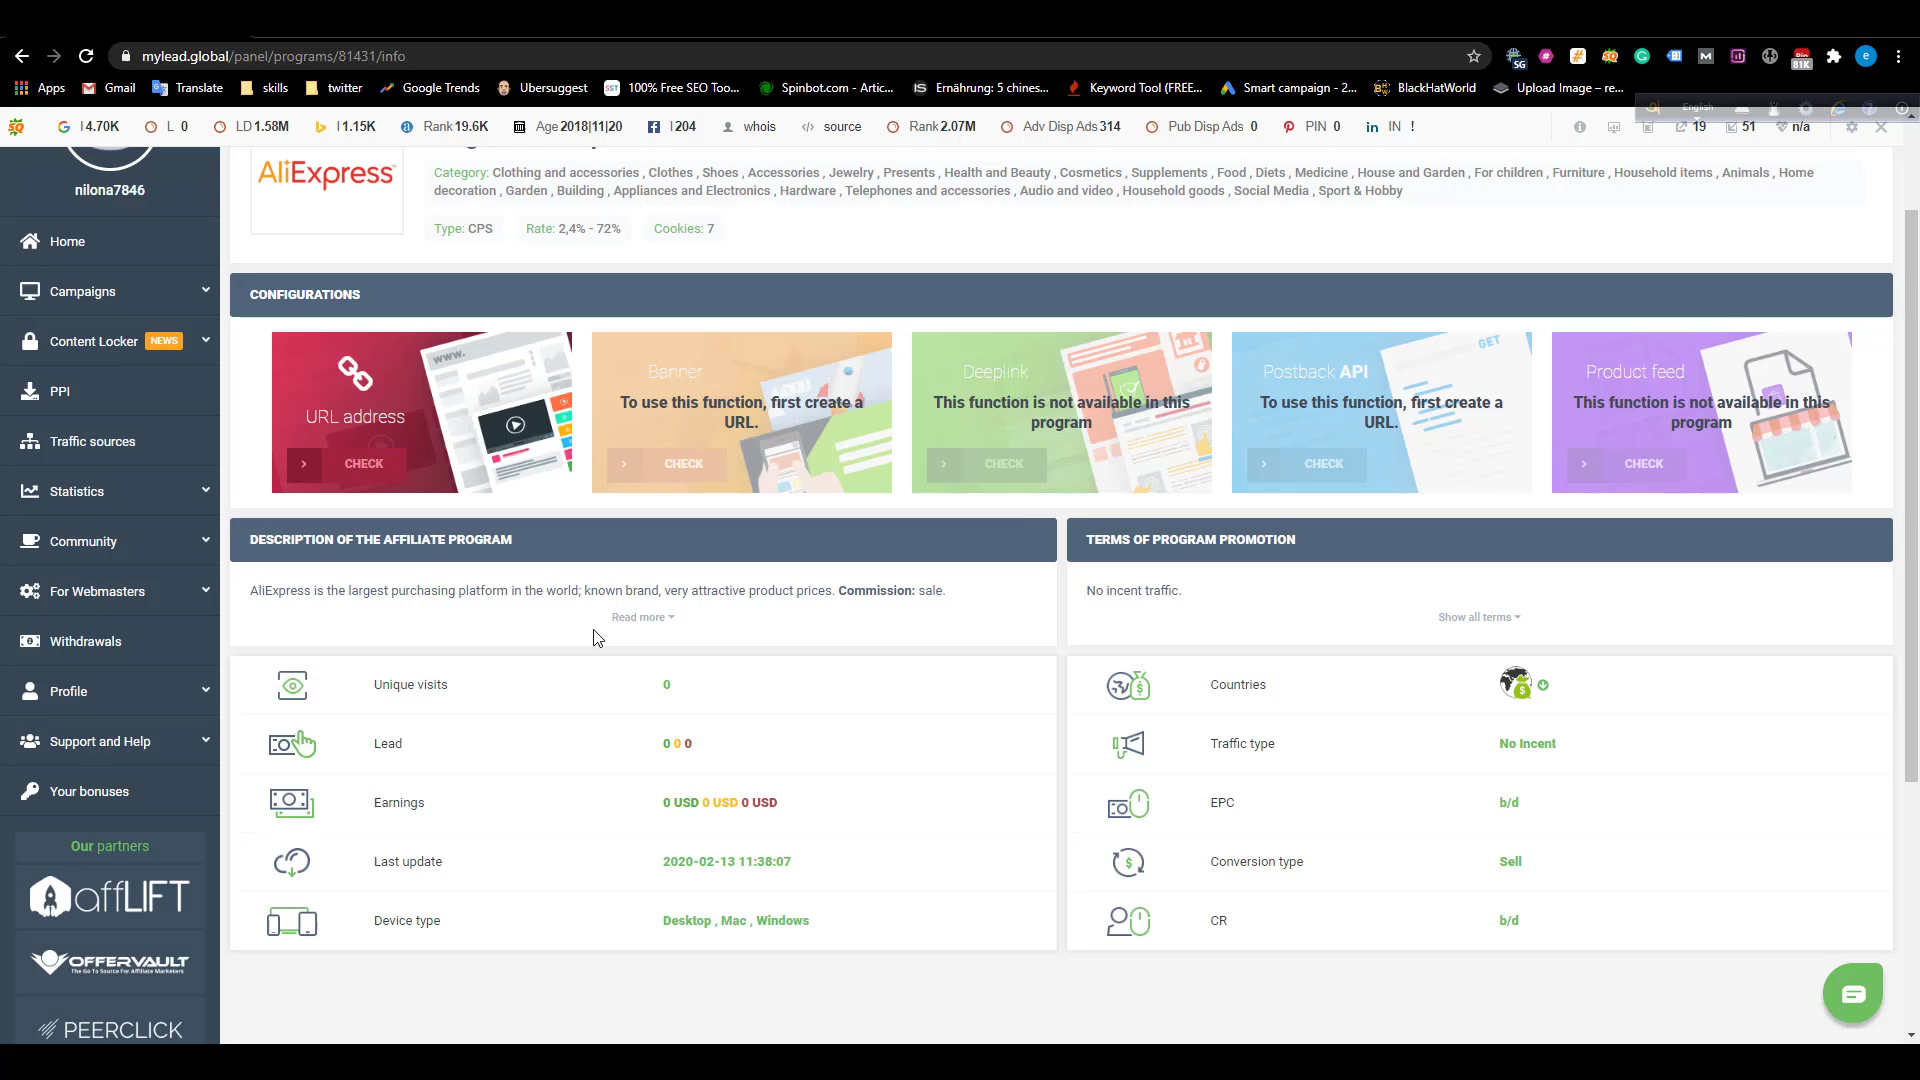 mylead.global/panel/programs/81431/info
SG
81K
e
Apps
Gmail
Translate
skills
twitter
Google Trends
Ubersuggest
100% Free SEO Too...
Spinbot.com - Artic...
Ernährung: 5 chines...
Keyword Tool (FREE...
Smart campaign - 2...
BlackHatWorld
Upload Image – re...
English
I 4.70K
L 0
LD 1.58M
I 1.15K
Rank 19.6K
Age 2018|11|20
I 204
whois
source
Rank 2.07M
Adv Disp Ads 314
Pub Disp Ads 0
PIN 0
IN !
19
51
n/a
nilona7846
Home
Campaigns
Content Locker NEWS
PPI
Traffic sources
Statistics
Community
For Webmasters
Withdrawals
Profile
Support and Help
Your bonuses
Our partners
affLIFT
OFFERVAULT
The Go To Source For Affiliate Marketers
PEERCLICK
AliExpress
Category: Clothing and accessories , Clothes , Shoes , Accessories , Jewelry , Presents , Health and Beauty , Cosmetics , Supplements , Food , Diets , Medicine , House and Garden , For children , Furniture , Household items , Animals , Home
decoration , Garden , Building , Appliances and Electronics , Hardware , Telephones and accessories , Audio and video , Household goods , Social Media , Sport & Hobby
Type: CPS
Rate: 2,4% - 72%
Cookies: 7
CONFIGURATIONS
www.
URL address
CHECK
Banner
To use this function, first create a
URL.
CHECK
Deeplink
This function is not available in this
program
CHECK
GET
Postback API
To use this function, first create a
URL.
CHECK
Product feed
This function is not available in this
program
CHECK
DESCRIPTION OF THE AFFILIATE PROGRAM
AliExpress is the largest purchasing platform in the world; known brand, very attractive product prices. Commission: sale.
Read more
TERMS OF PROGRAM PROMOTION
No incent traffic.
Show all terms
Unique visits 0
Lead 0 0 0
Earnings 0 USD 0 USD 0 USD
Last update 2020-02-13 11:38:07
Device type Desktop , Mac , Windows
Countries
Traffic type No Incent
EPC b/d
Conversion type Sell
CR b/d